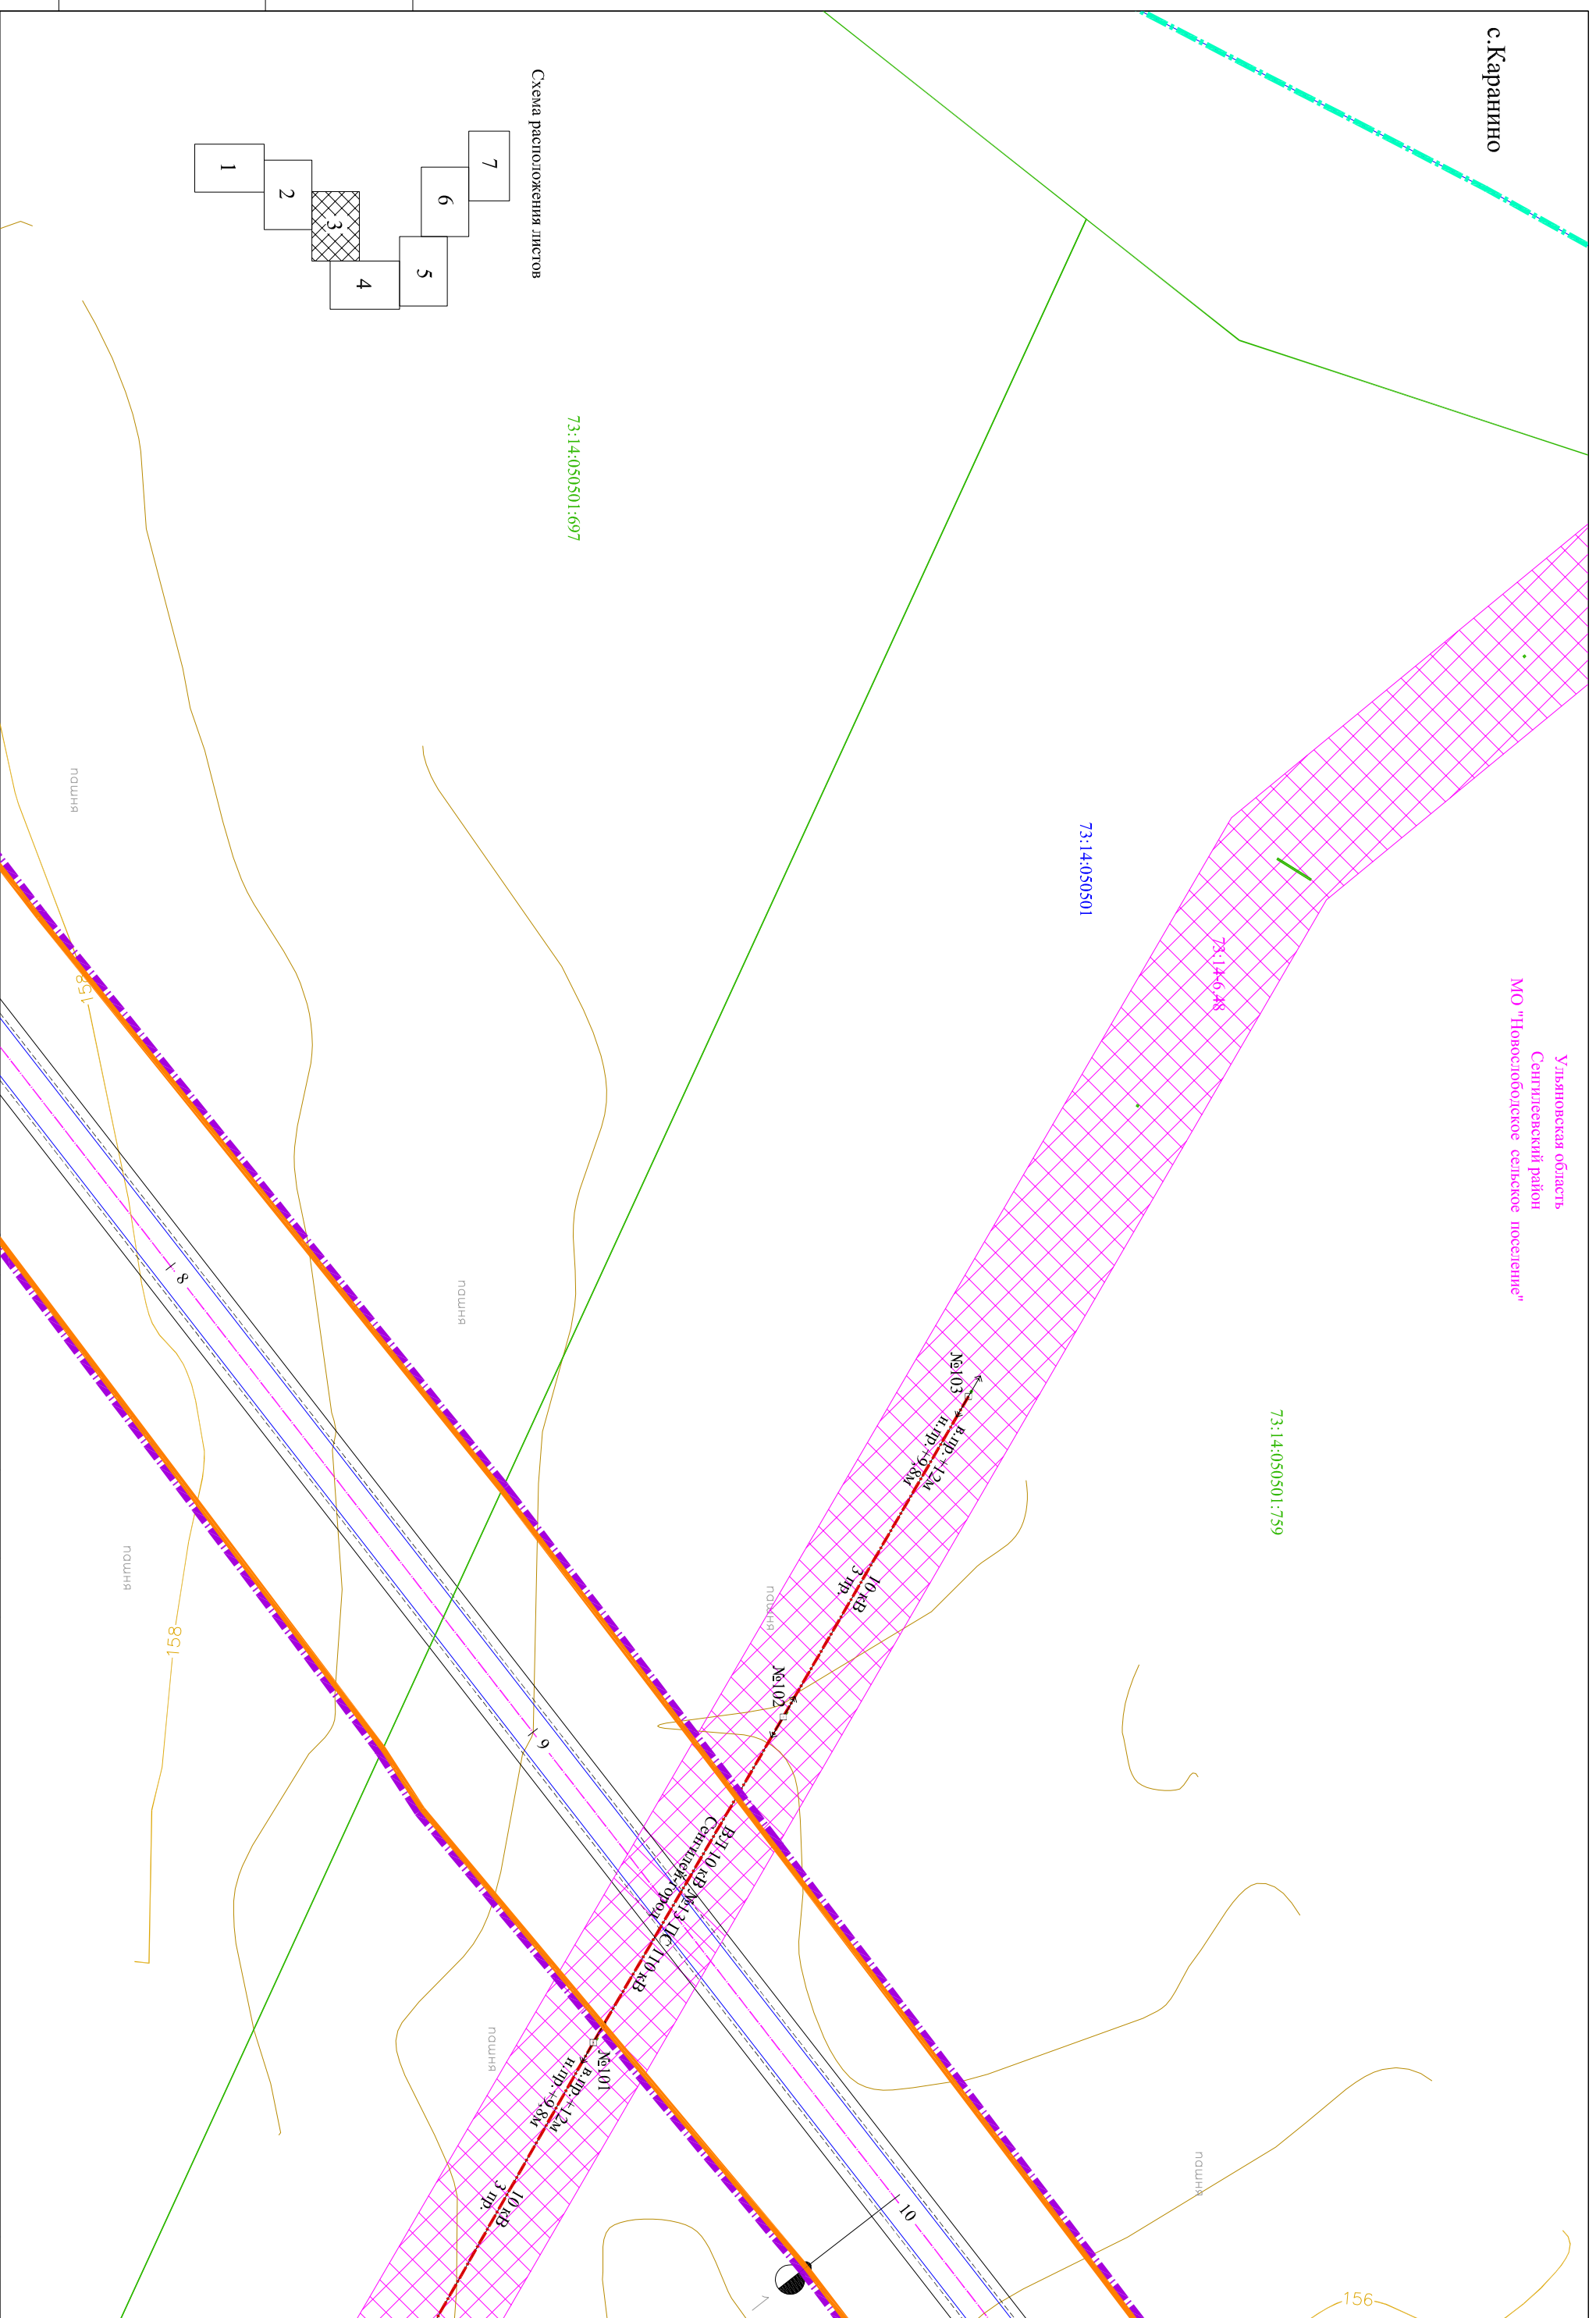 с.Каранино
Ульяновская область
Сенгилеевский район
МО "Новослободское сельское поселение"
73:14:050501:759
73:14-6.48
73:14:050501
73:14:050501:697
Схема расположения листов
7
6
5
4
3
2
1
№103
в.пр.+12м
н.пр.+9,8м
10 кВ
3 пр.
№102
ВЛ 10 кВ №13 ПС 110 кВ
Сенгилей-город
№101
в.пр.+12м
н.пр.+9,8м
10 кВ
3 пр.
8
9
10
пашня
пашня
пашня
пашня
пашня
пашня
158
158
156